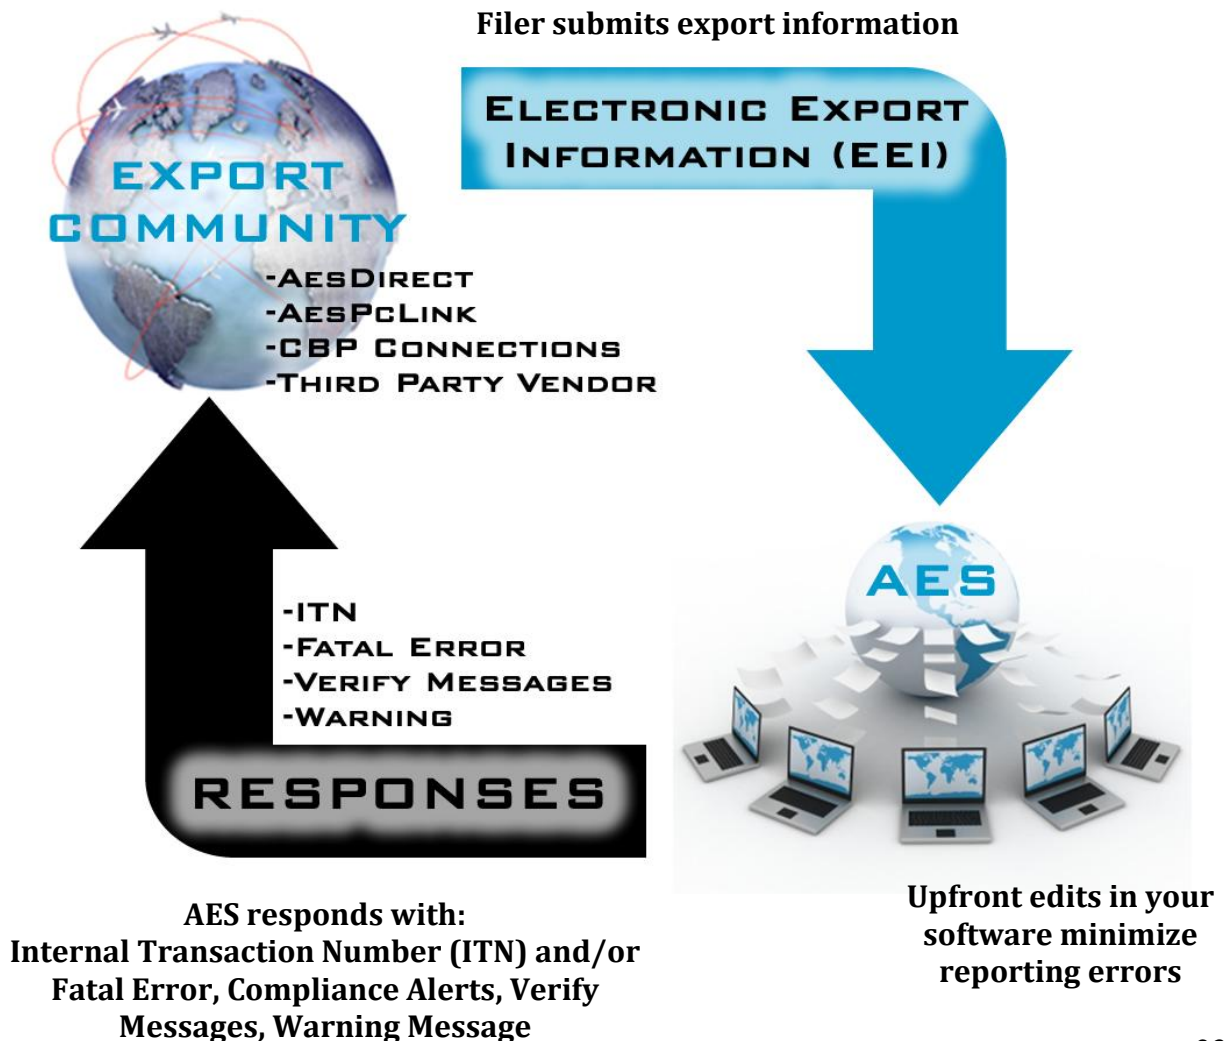 Filer submits export information
ELECTRONIC EXPORT
INFORMATION (EEI)
EXPORT
COMMUNITY
-AESDIRECT
-AESPCLINK
-CBP CONNECTIONS
-THIRD PARTY VENDOR
AES
-ITN
-FATAL ERROR
-VERIFY MESSAGES
-WARNING
RESPONSES
AES responds with:
Internal Transaction Number (ITN) and/or
Fatal Error, Compliance Alerts, Verify
Messages, Warning Message
Upfront edits in your
software minimize
reporting errors